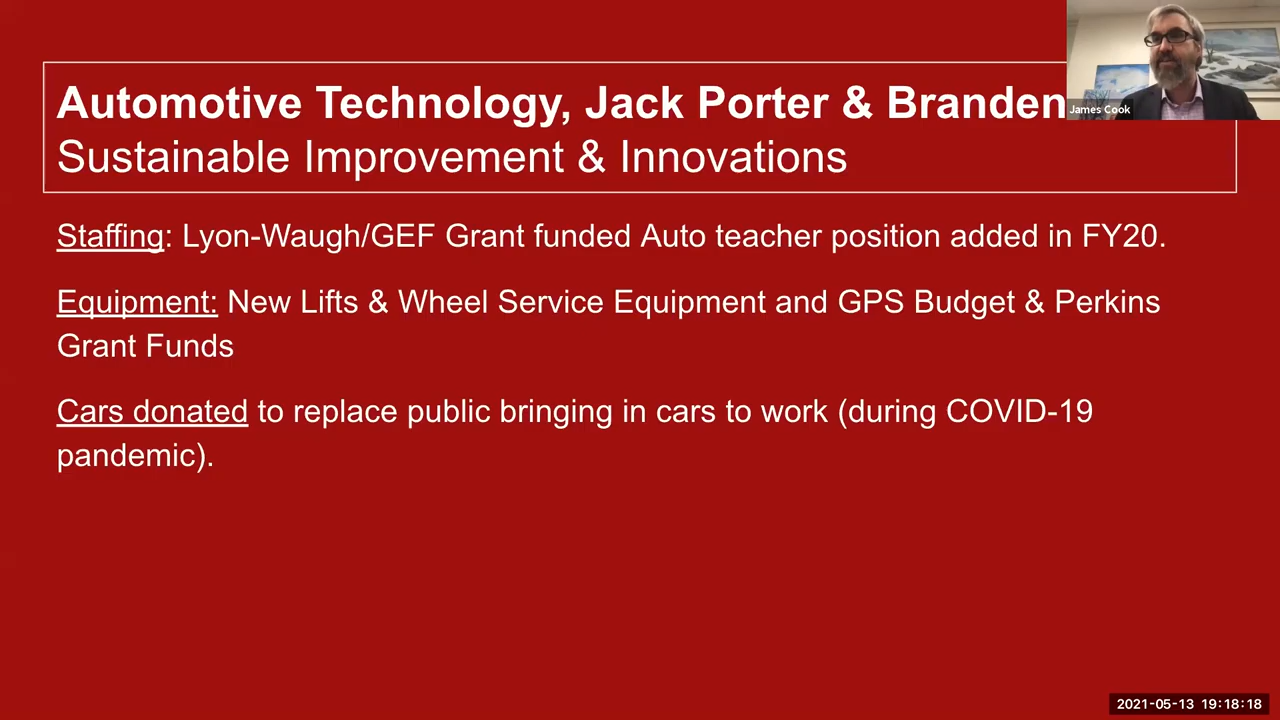 Automotive Technology, Jack Porter & Branden
James Cook
Sustainable Improvement & Innovations
Staffing: Lyon-Waugh/GEF Grant funded Auto teacher position added in FY20.
Equipment: New Lifts & Wheel Service Equipment and GPS Budget & Perkins
Grant Funds
Cars donated to replace public bringing in cars to work (during COVID-19
pandemic).
2021-05-13 19:18:18